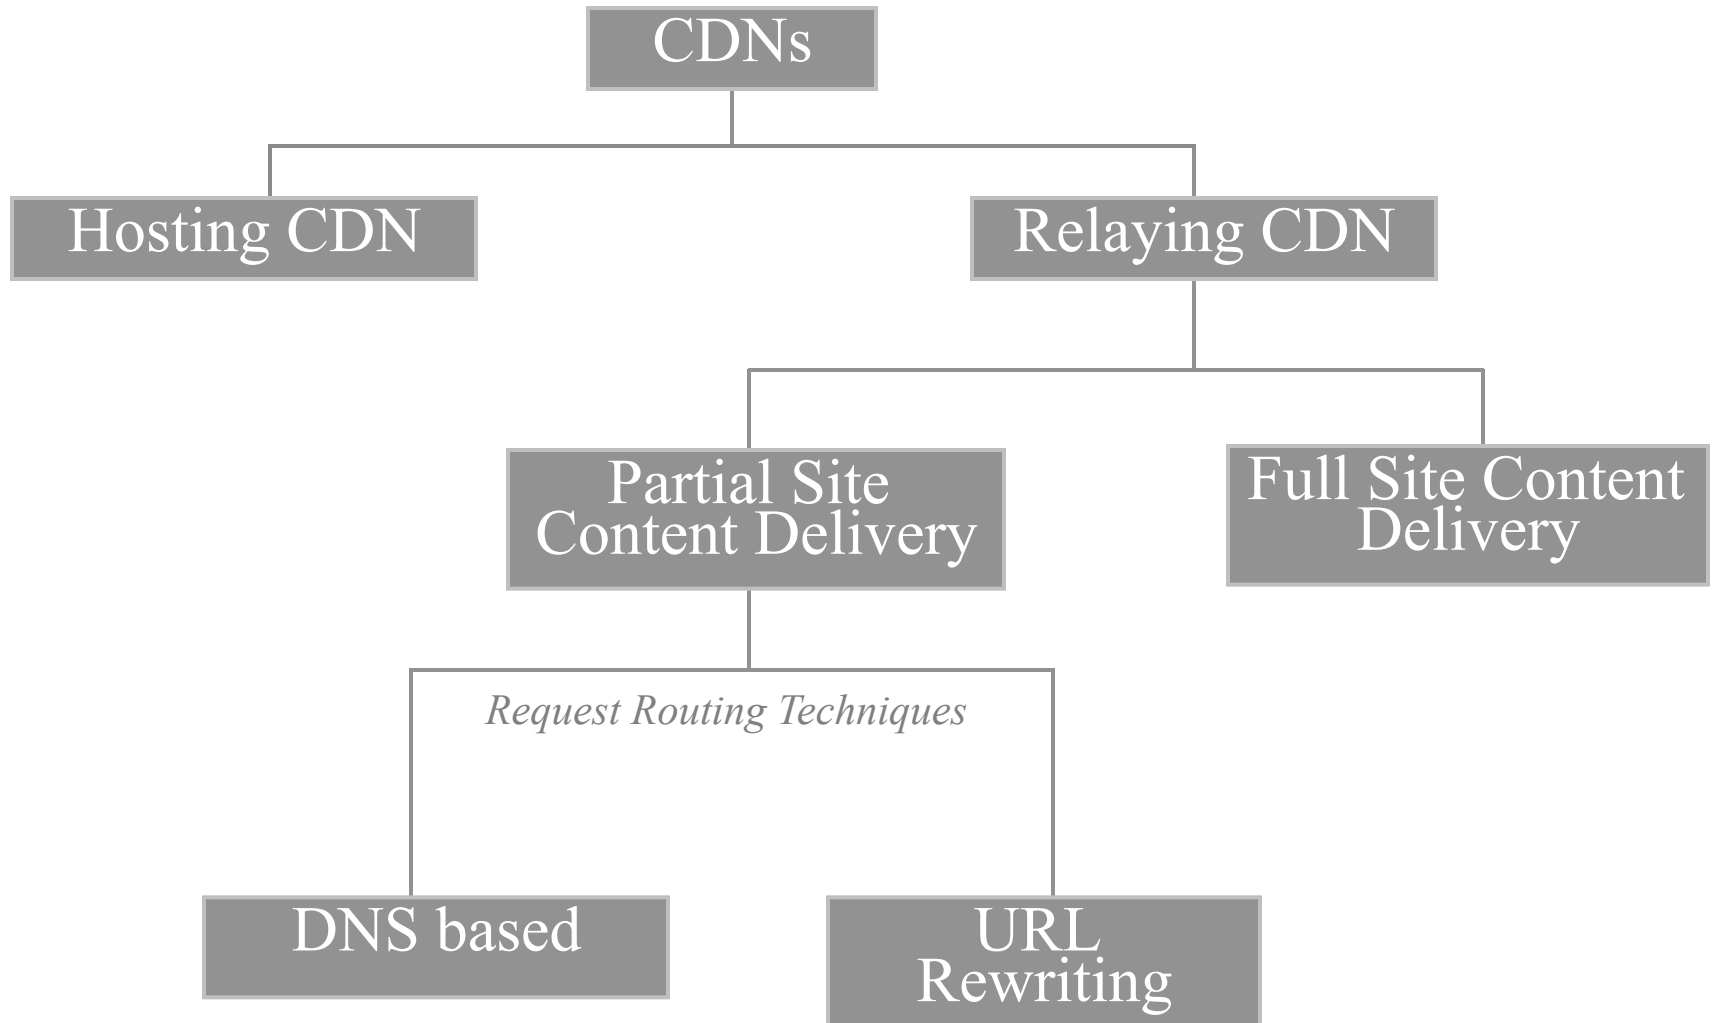 CDNs
Hosting CDN
Relaying CDN
Partial Site
Content Delivery
Full Site Content
Delivery
Request Routing Techniques
DNS based
URL
Rewriting